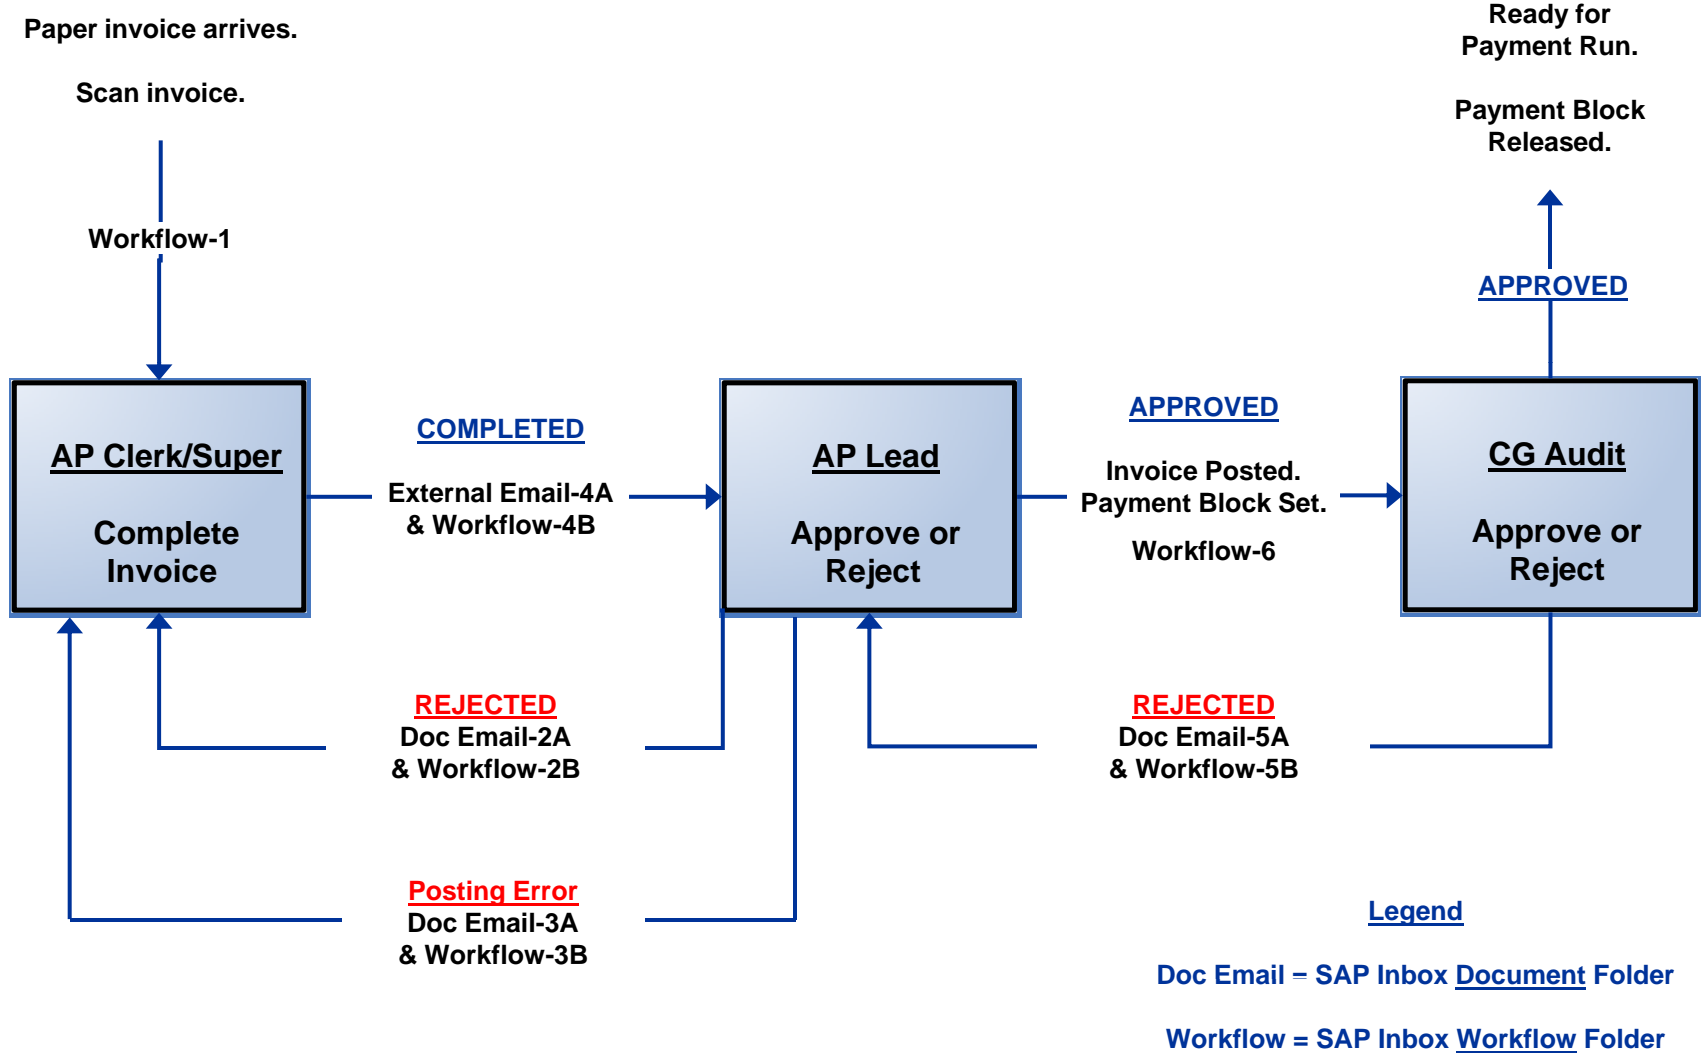 Paper invoice arrives.
Scan invoice.
Workflow-1
Ready for
Payment Run.
Payment Block
Released.
APPROVED
AP Clerk/Super
Complete
Invoice
COMPLETED
External Email-4A
& Workflow-4B
AP Lead
Approve or
Reject
APPROVED
Invoice Posted.
Payment Block Set.
Workflow-6
CG Audit
Approve or
Reject
REJECTED
Doc Email-2A
& Workflow-2B
REJECTED
Doc Email-5A
& Workflow-5B
Posting Error
Doc Email-3A
& Workflow-3B
Legend
Doc Email = SAP Inbox Document Folder
Workflow = SAP Inbox Workflow Folder